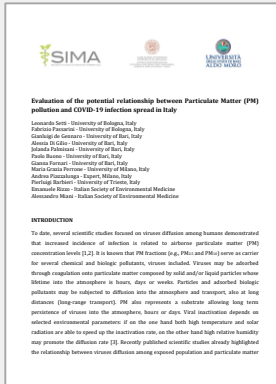 SIMA
UNIVERSITÀ
DEGLI STUDI DI BARI
ALDO MORO
Evaluation of the potential relationship between Particulate Matter (PM)
pollution and COVID-19 infection spread in Italy
Leonardo Setti - University of Bologna, Italy
Fabrizio Passarini - University of Bologna, Italy
Gianluigi de Gennaro - University of Bari, Italy
Alessia Di Gilio - University of Bari, Italy
Jolanda Palmisani - University of Bari, Italy
Paolo Buono - University of Bari, Italy
Gianna Fornari - University of Bari, Italy
Maria Grazia Perrone - University of Milano, Italy
Andrea Piazzalunga - Expert, Milano, Italy
Pierluigi Barbieri - University of Trieste, Italy
Emanuele Rizzo - Italian Society of Environmental Medicine
Alessandro Miani - Italian Society of Environmental Medicine
INTRODUCTION
To date, several scientific studies focused on viruses diffusion among humans demonstrated
that increased incidence of infection is related to airborne particulate matter (PM)
concentration levels [1,2]. It is known that PM fractions (e.g., PM2.5 and PM10) serve as carrier
for several chemical and biologic pollutants, viruses included. Viruses may be adsorbed
through coagulation onto particulate matter composed by solid and/or liquid particles whose
lifetime into the atmosphere is hours, days or weeks. Particles and adsorbed biologic
pollutants may be subjected to diffusion into the atmosphere and transport, also at long
distances (long-range transport). PM also represents a substrate allowing long term
persistence of viruses into the atmosphere, hours or days. Viral inactivation depends on
selected environmental parameters: if on the one hand both high temperature and solar
radiation are able to speed up the inactivation rate, on the other hand high relative humidity
may promote the diffusion rate [3]. Recently published scientific studies already highlighted
the relationship between viruses diffusion among exposed population and particulate matter